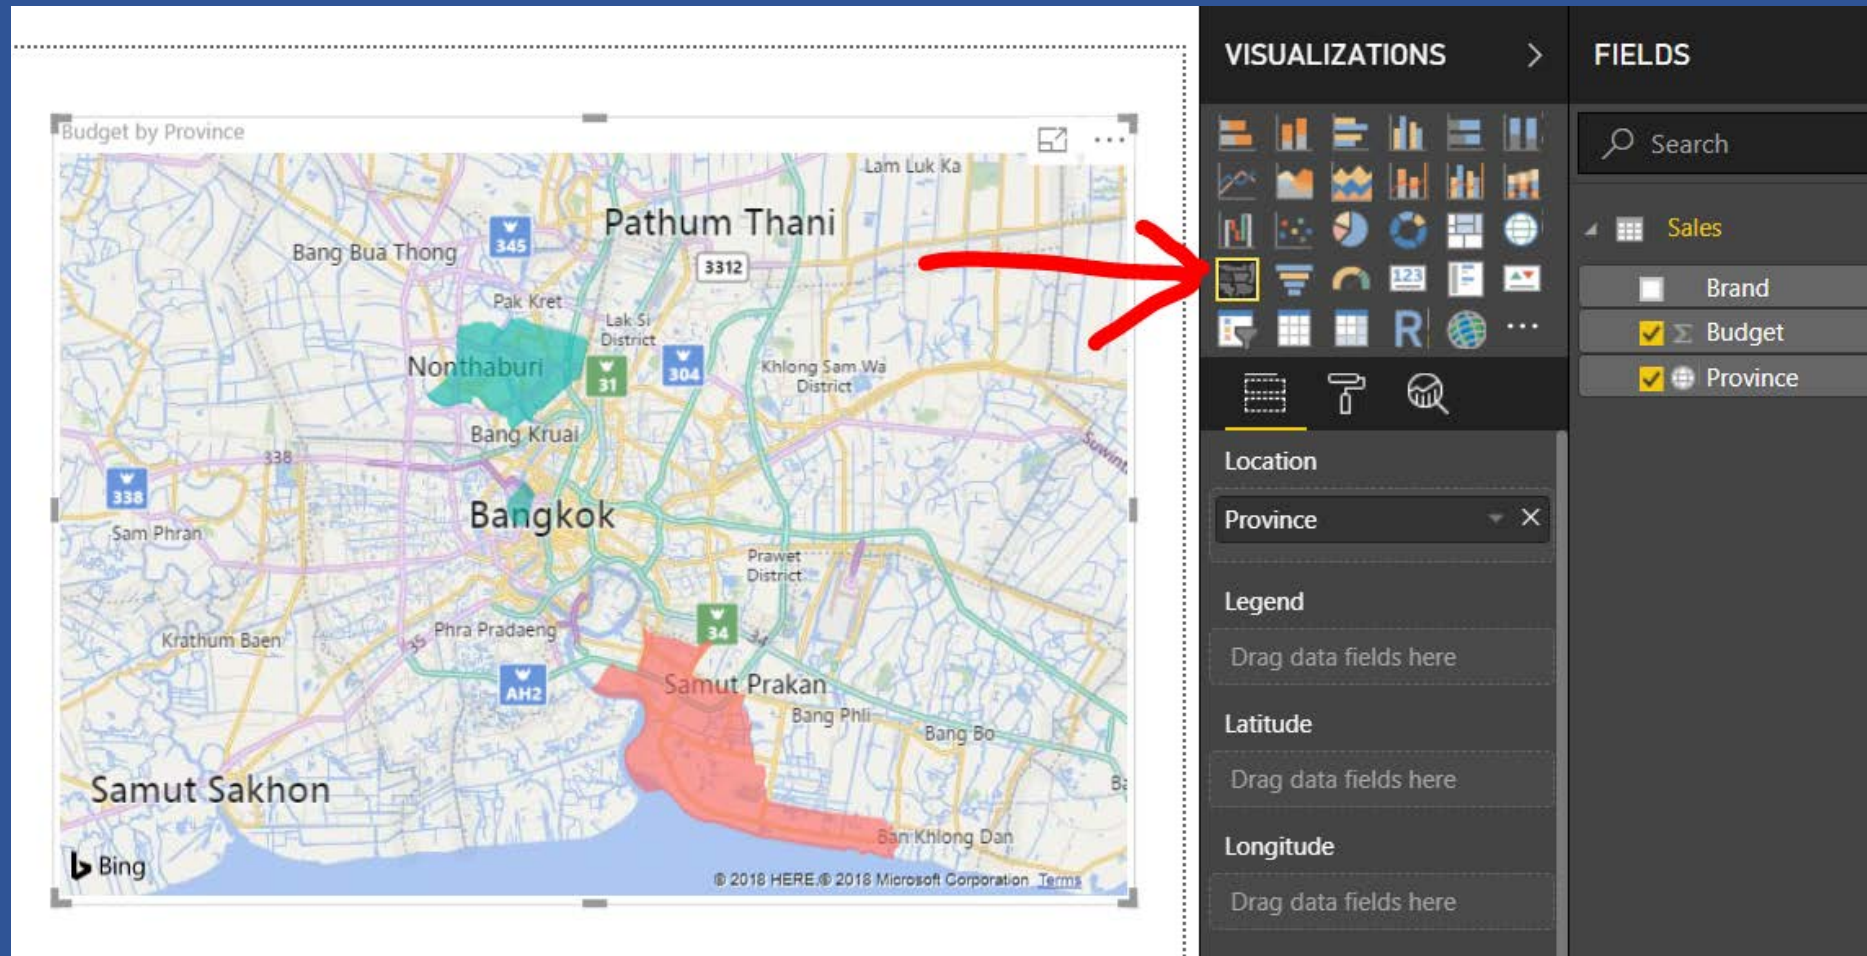 VISUALIZATIONS
FIELDS
Search
Sales
Brand
Budget
Province
Budget by Province
Lam Luk Ka
Pathum Thani
345
Bang Bua Thong
3312
Pak Kret
Lak Si
District
Nonthaburi
31
304
Khlong Sam Wa
District
Bang Kruai
338
338
Bangkok
Sam Phran
Prawet
District
Phra Pradaeng
34
34
Krathum Baen
35
AH2
Samut Prakan
Bang Phli
Bang Bo
Samut Sakhon
Ban Khlong Dan
Bing
© 2018 HERE,© 2018 Microsoft Corporation Terms
123
R
Location
Province
Legend
Drag data fields here
Latitude
Drag data fields here
Longitude
Drag data fields here